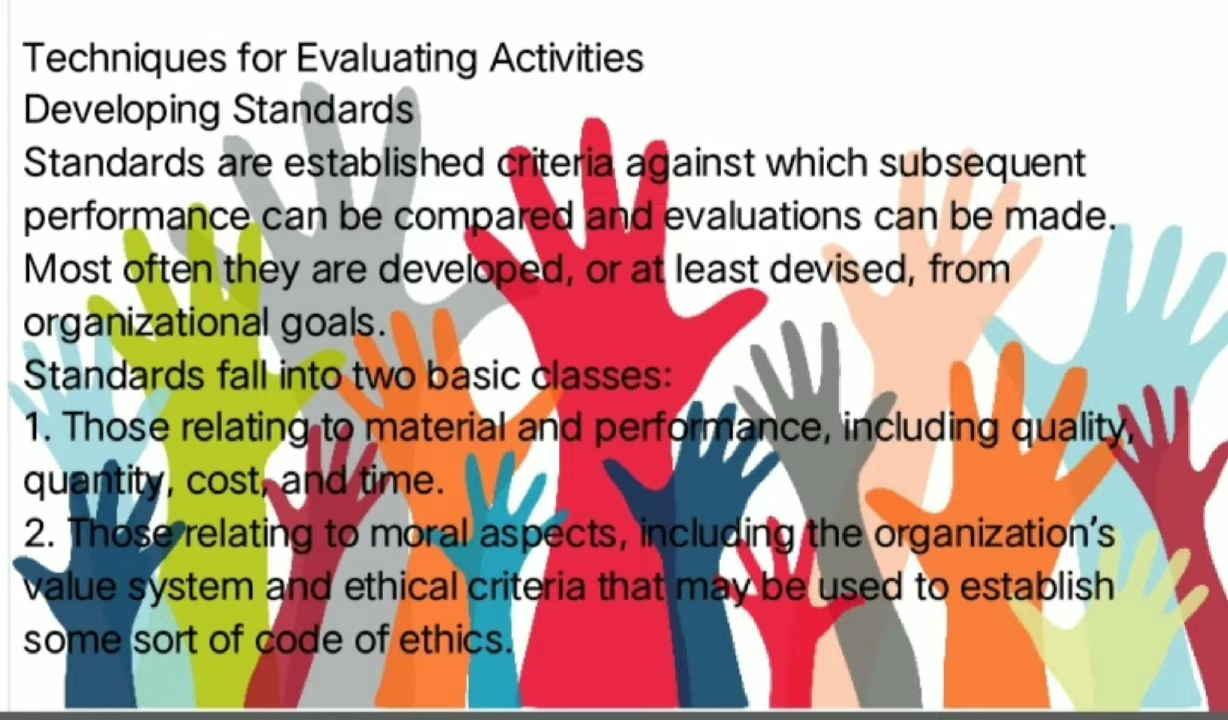 Techniques for Evaluating Activities
Developing Standards
Standards are established criteria against which subsequent
performance can be compared and evaluations can be made.
Most often they are developed, or at least devised, from
organizational goals.
Standards fall into two basic classes:
1. Those relating to material and performance, including quality,
quantity, cost, and time.
2. Those relating to moral aspects, including the organization's
value system and ethical criteria that may be used to establish
some sort of code of ethics.